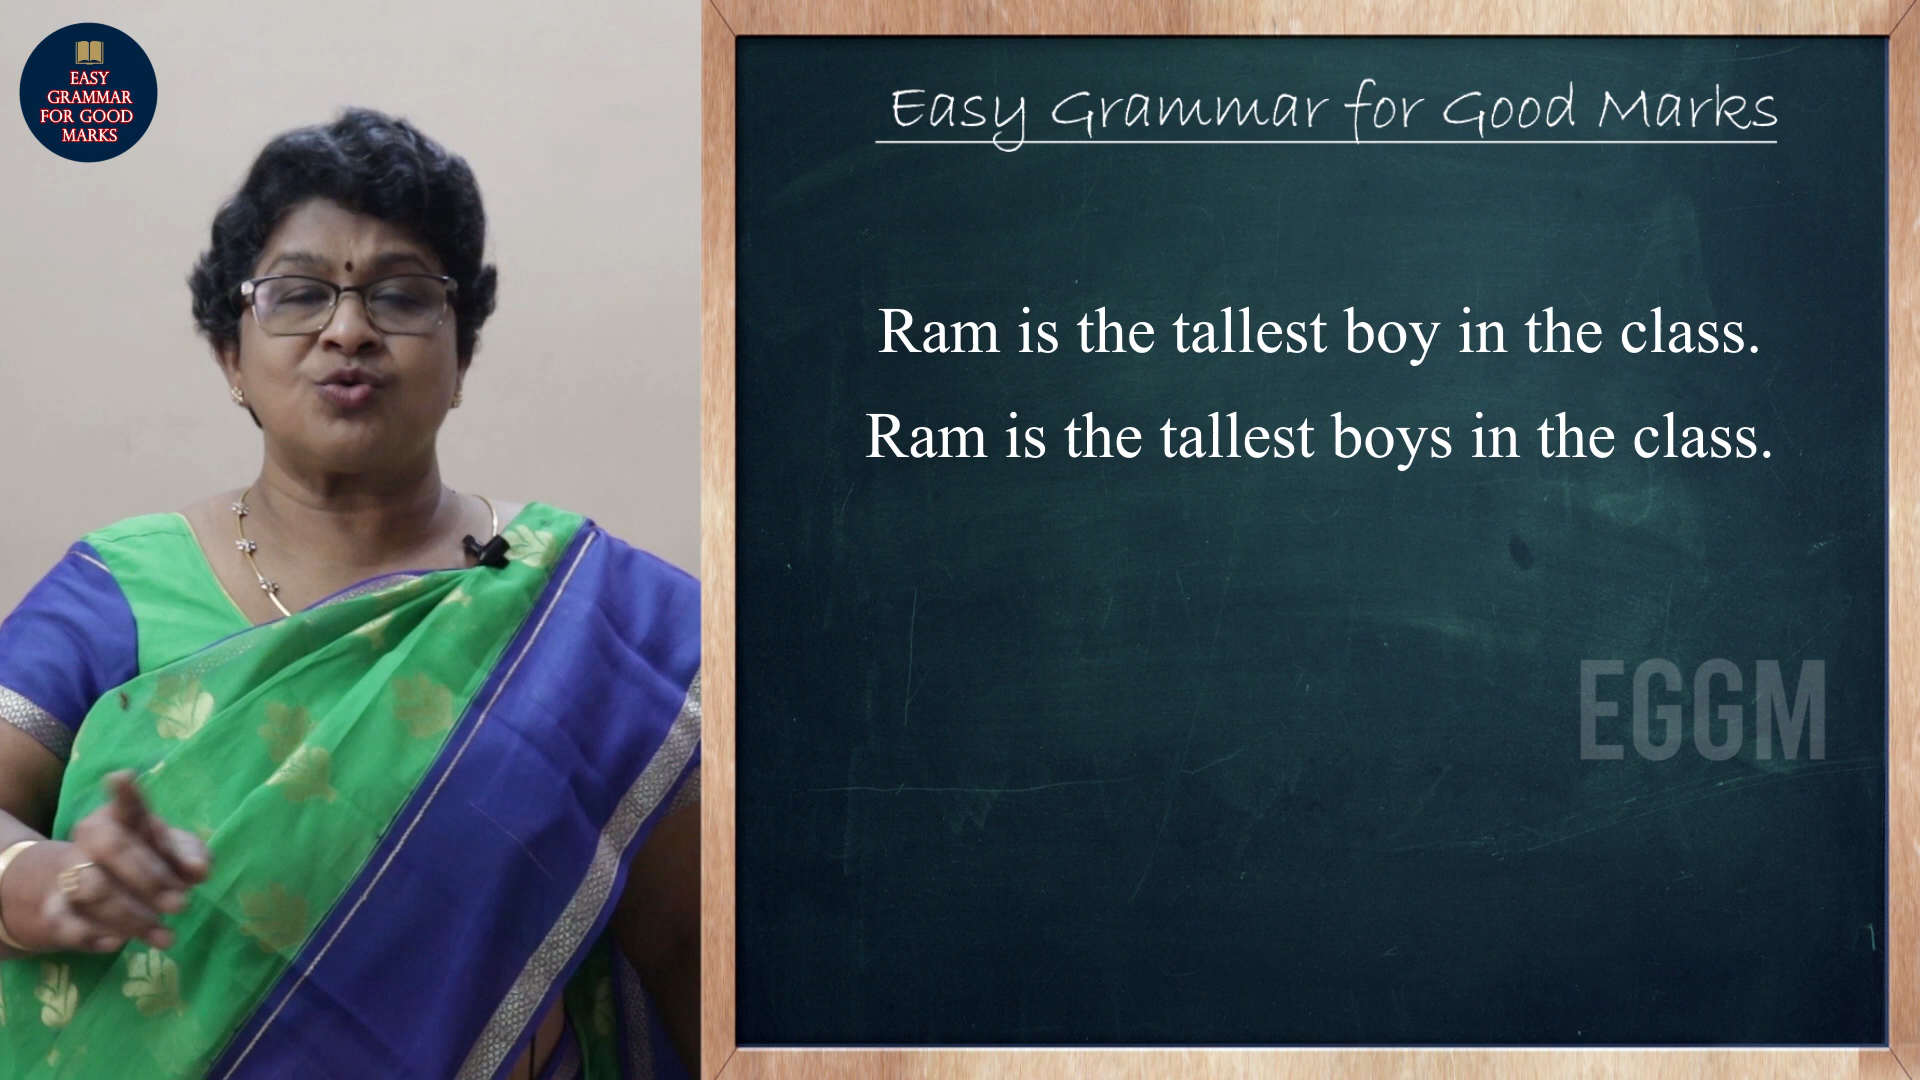 EASY
GRAMMAR
FOR GOOD
MARKS
Easy Grammar for Good Marks
Ram is the tallest boy in the class.
Ram is the tallest boys in the class.
EGGM